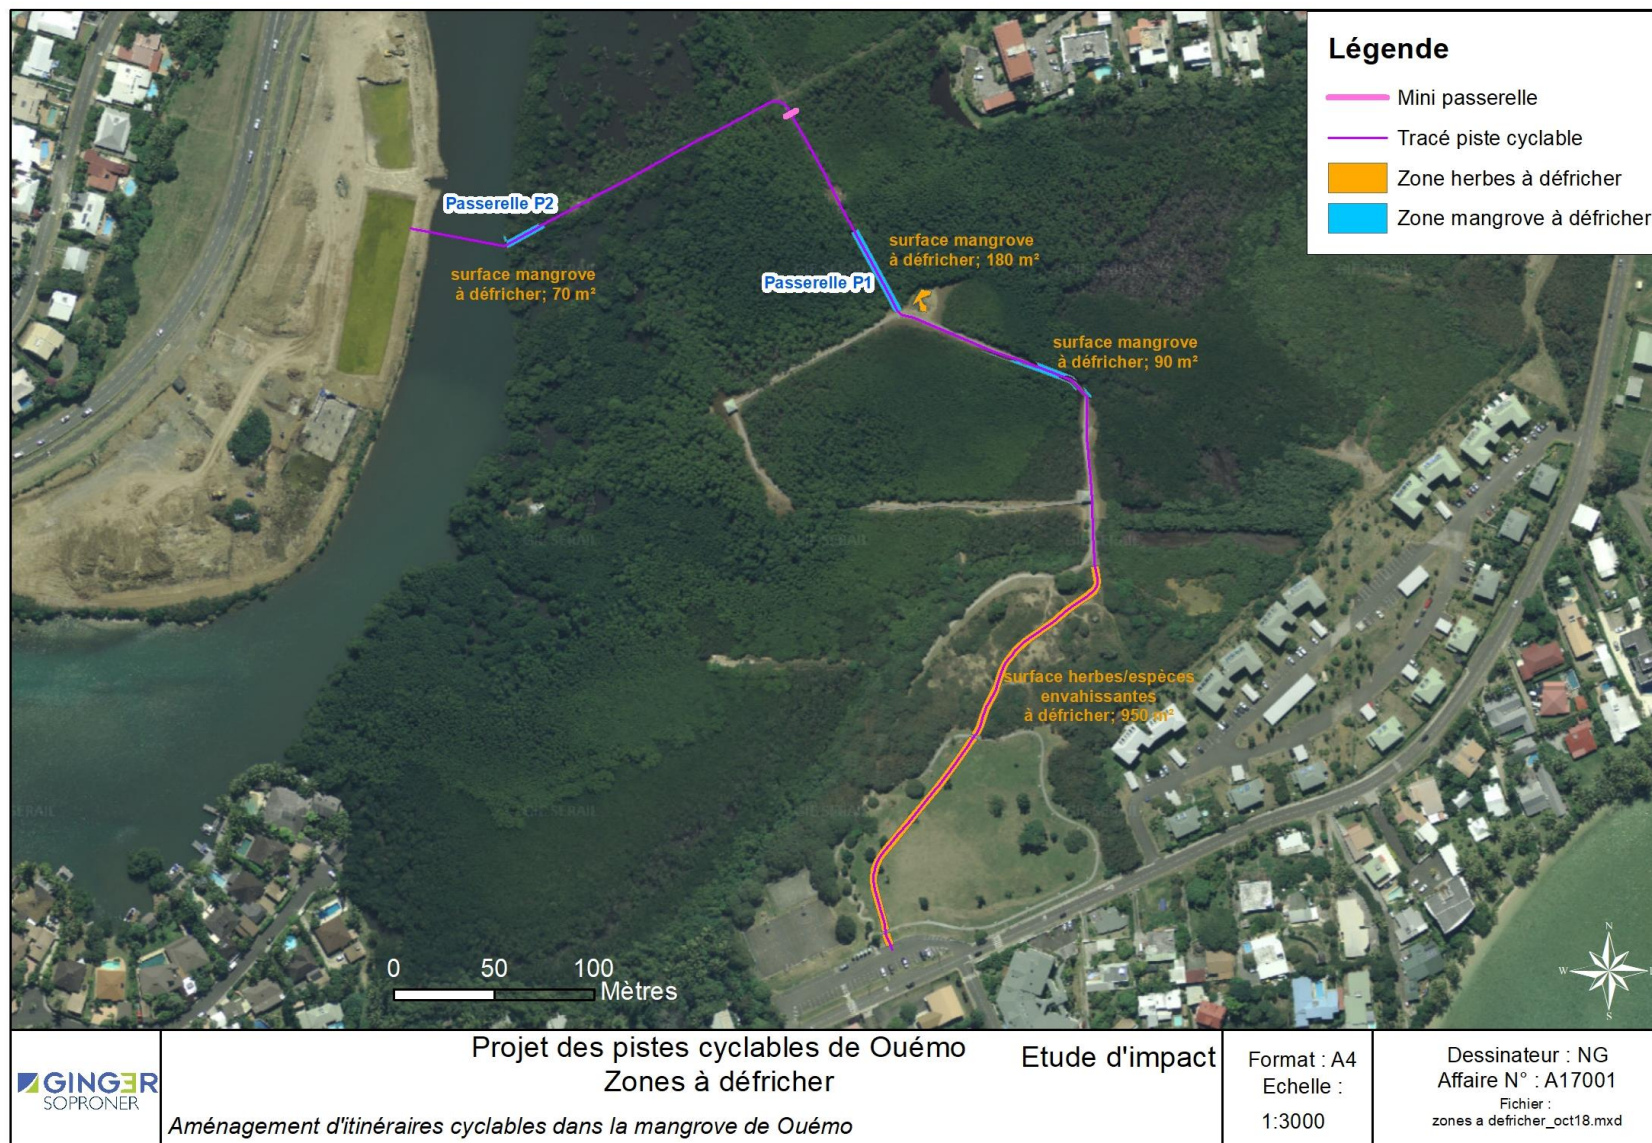 Légende
Mini passerelle
Tracé piste cyclable
Zone herbes à défricher
Zone mangrove à défricher
Passerelle P2
surface mangrove
à défricher; 70 m²
surface mangrove
à défricher; 180 m²
Passerelle P1
surface mangrove
à défricher; 90 m²
surface herbes/espèces
envahissantes
à défricher; 950 m²
0 50 100
Mètres
N
W
S
GINGER
SOPRONER
Projet des pistes cyclables de Ouémo
Zones à défricher
Aménagement d'itinéraires cyclables dans la mangrove de Ouémo
Etude d'impact
Format : A4
Echelle :
1:3000
Dessinateur : NG
Affaire N° : A17001
Fichier :
zones a defricher_oct18.mxd